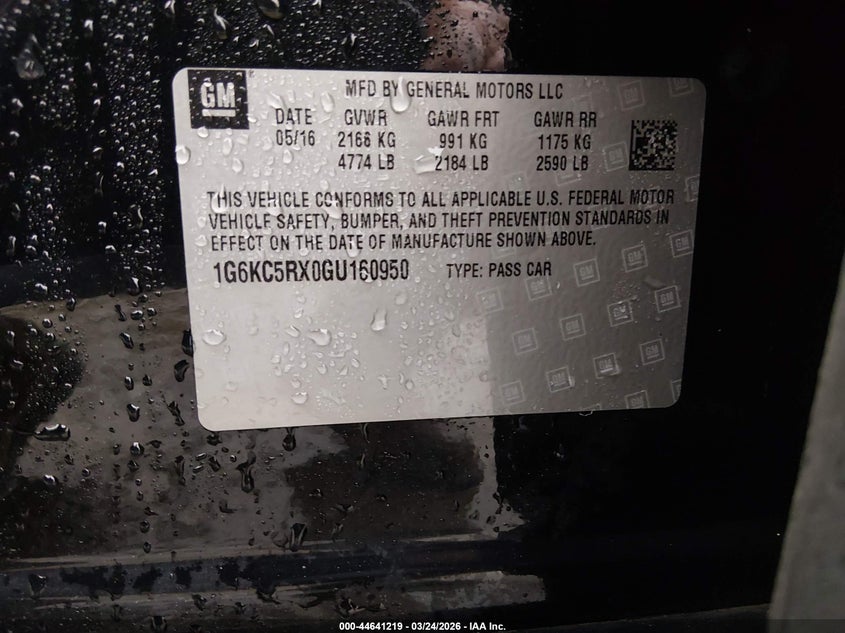 GM
MFD BY GENERAL MOTORS LLC
DATE GVWR GAWR FRT GAWR RR
05/16 2166 KG 991 KG 1175 KG
4774 LB 2184 LB 2590 LB
THIS VEHICLE CONFORMS TO ALL APPLICABLE U.S. FEDERAL MOTOR
VEHICLE SAFETY, BUMPER, AND THEFT PREVENTION STANDARDS IN
EFFECT ON THE DATE OF MANUFACTURE SHOWN ABOVE.
1G6KC5RX0GU160950 TYPE: PASS CAR
000-44641219 - 03/24/2026 - IAA Inc.